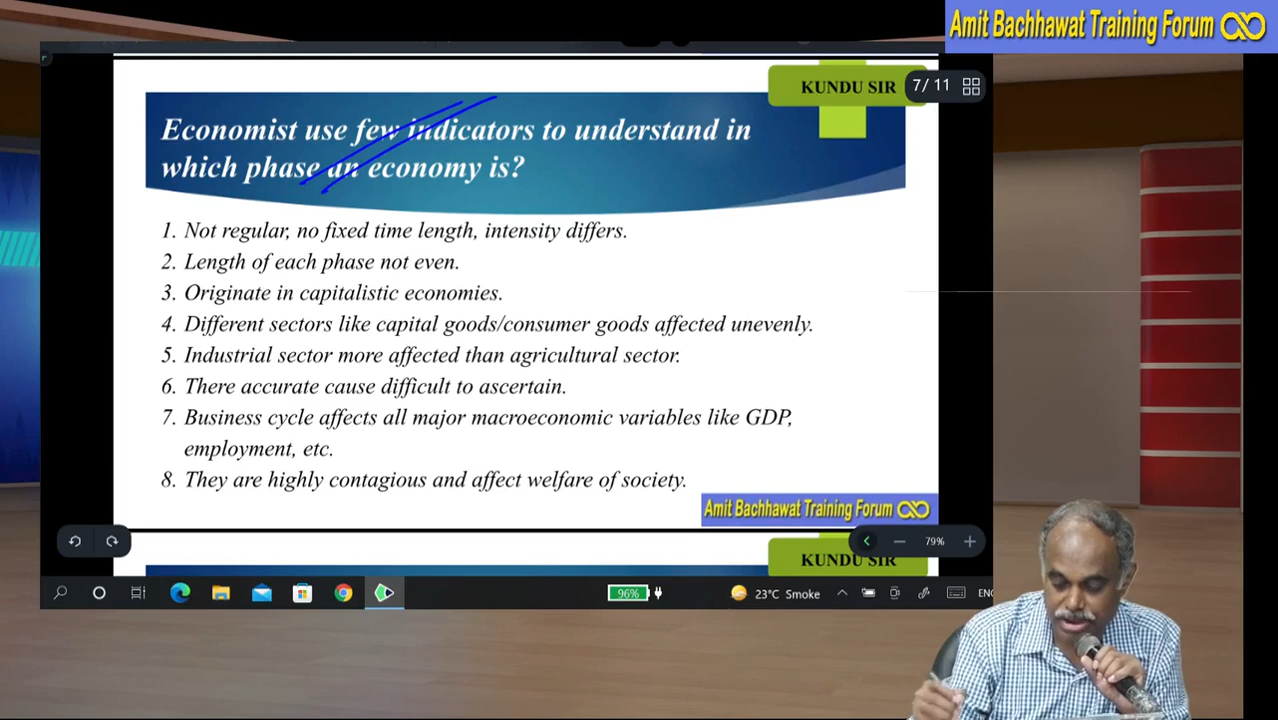 Amit Bachhawat Training Forum
KUNDU SIR
7/11
Economist use few indicators to understand in
which phase an economy is?
1. Not regular, no fixed time length, intensity differs.
2. Length of each phase not even.
3. Originate in capitalistic economies.
4. Different sectors like capital goods/consumer goods affected unevenly.
5. Industrial sector more affected than agricultural sector.
6. There accurate cause difficult to ascertain.
7. Business cycle affects all major macroeconomic variables like GDP,
employment, etc.
8. They are highly contagious and affect welfare of society.
Amit Bachhawat Training Forum
79%
KUNDU SIR
96%
23°C Smoke
ENG